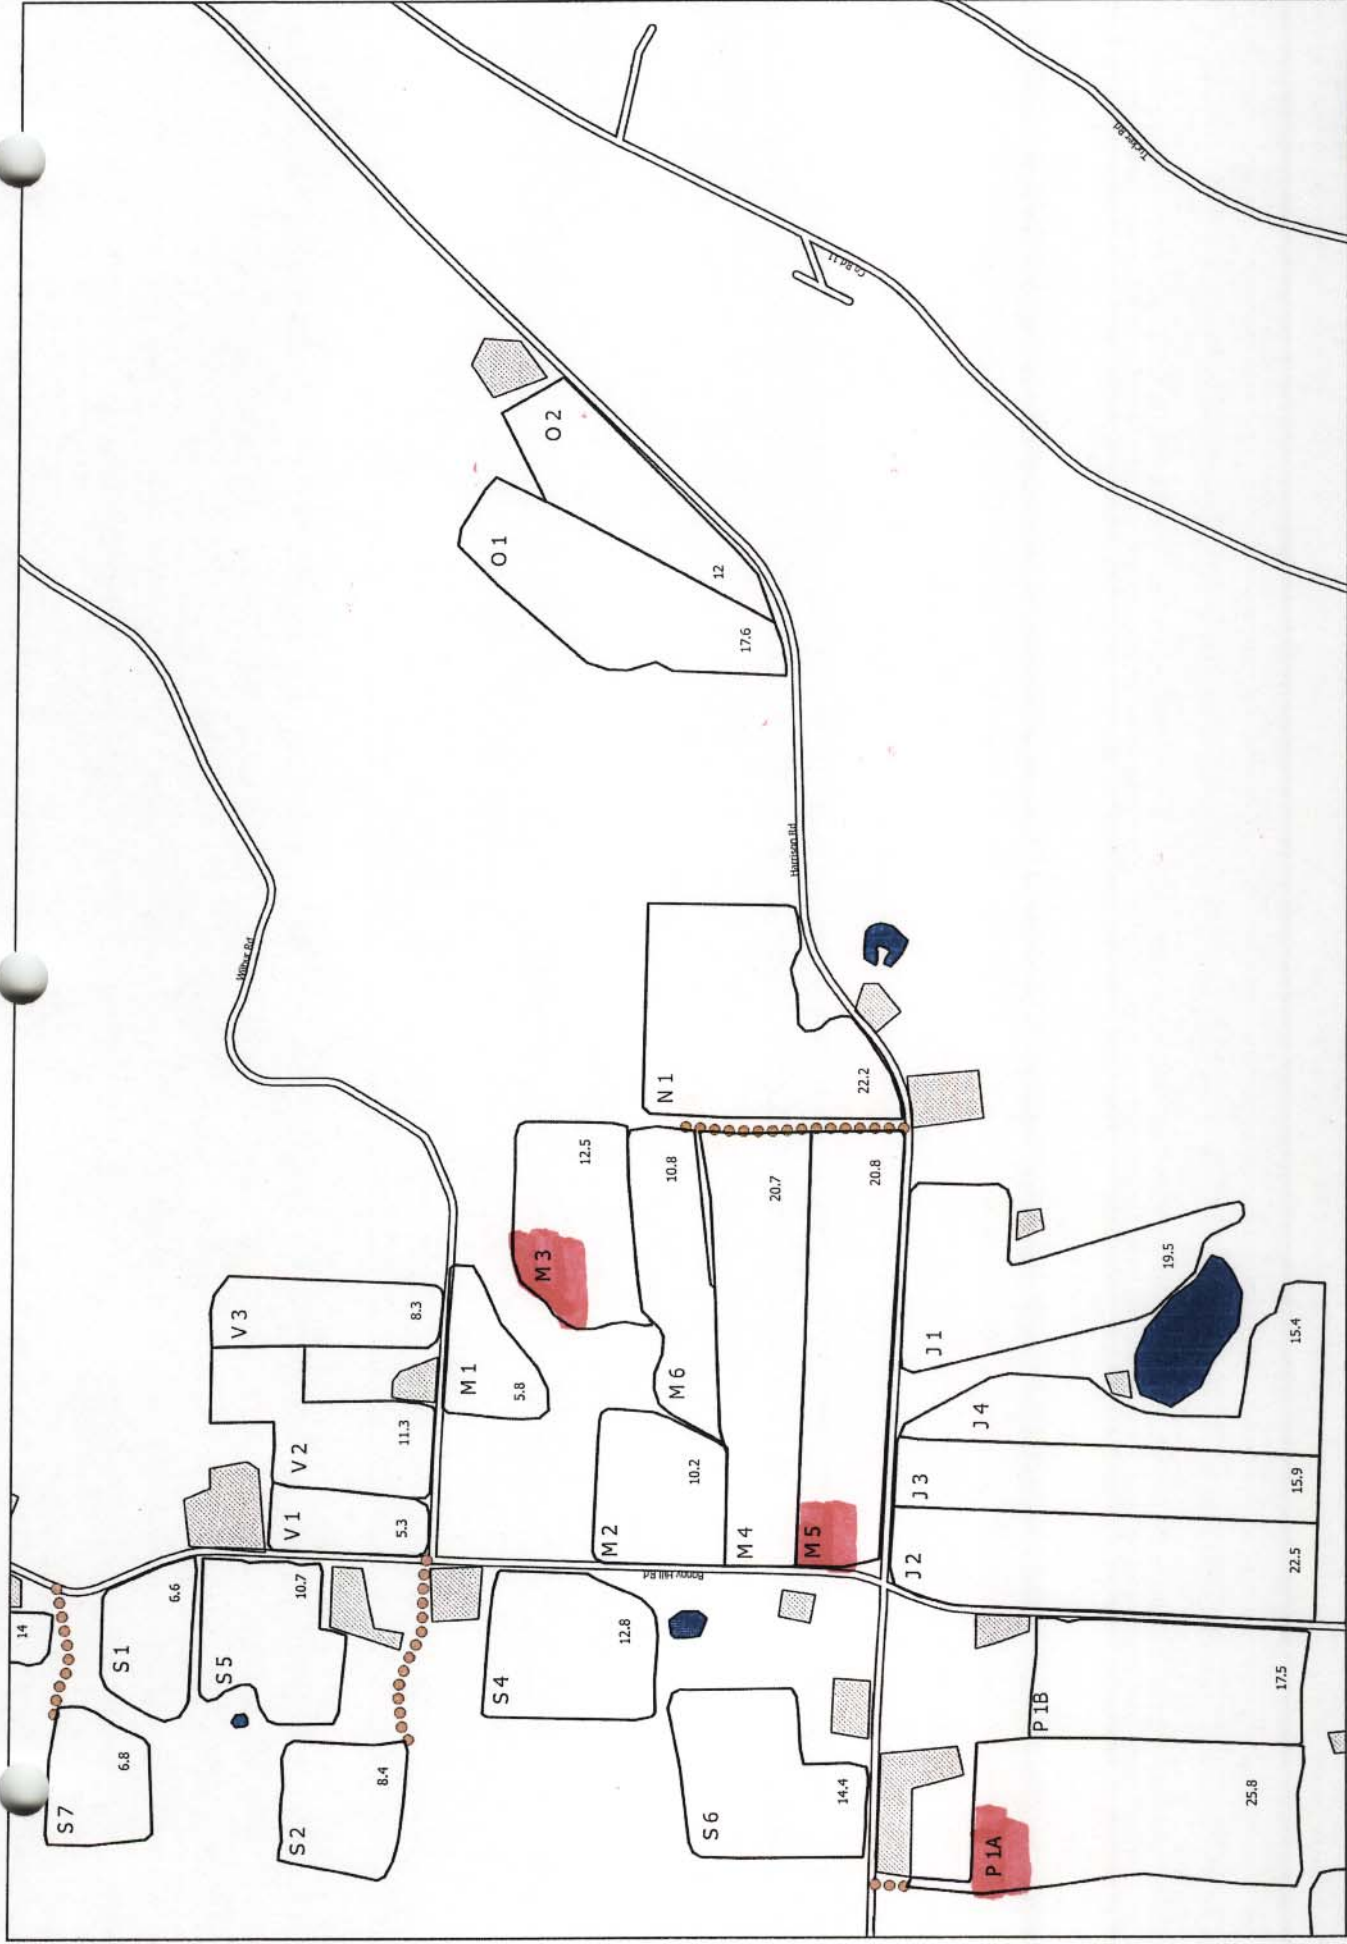 Tucker Rd
Co Rd 11
O 2
O 1
12
17.6
Harrison Rd
Wilbur Rd
N 1
22.2
12.5
10.8
20.7
20.8
M 3
V 3
8.3
M 1
5.8
M 6
19.5
J 1
15.4
J 4
V 2
11.3
10.2
V 1
5.3
M 2
M 4
M 5
J 3
15.9
J 2
22.5
Bonny Hill Rd
14
6.6
10.7
S 1
S 5
S 4
12.8
17.5
P 1B
S 7
6.8
S 2
8.4
S 6
14.4
P 1A
25.8